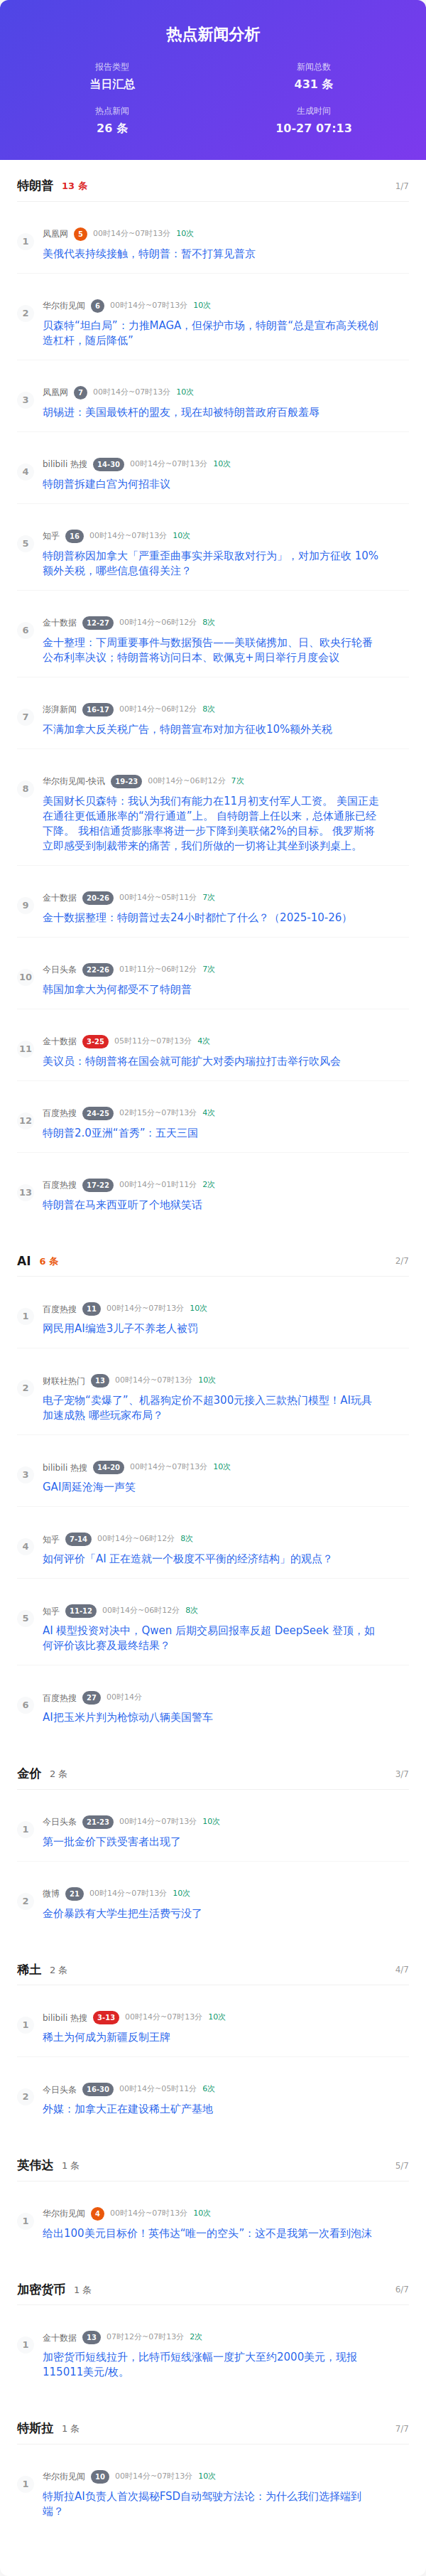 热点新闻分析
报告类型
当日汇总
新闻总数
431 条
热点新闻
26 条
生成时间
10-27 07:13
特朗普 13 条 1/7
1
凤凰网 5 00时14分~07时13分 10次
美俄代表持续接触，特朗普：暂不打算见普京
2
华尔街见闻 6 00时14分~07时13分 10次
贝森特“坦白局”：力推MAGA，但保护市场，特朗普“总是宣布高关税创
造杠杆，随后降低”
3
凤凰网 7 00时14分~07时13分 10次
胡锡进：美国最铁杆的盟友，现在却被特朗普政府百般羞辱
4
bilibili 热搜 14-30 00时14分~07时13分 10次
特朗普拆建白宫为何招非议
5
知乎 16 00时14分~07时13分 10次
特朗普称因加拿大「严重歪曲事实并采取敌对行为」，对加方征收 10%
额外关税，哪些信息值得关注？
6
金十数据 12-27 00时14分~06时12分 8次
金十整理：下周重要事件与数据预告——美联储携加、日、欧央行轮番
公布利率决议；特朗普将访问日本、欧佩克+周日举行月度会议
7
澎湃新闻 16-17 00时14分~06时12分 8次
不满加拿大反关税广告，特朗普宣布对加方征收10%额外关税
8
华尔街见闻-快讯 19-23 00时14分~06时12分 7次
美国财长贝森特：我认为我们有能力在11月初支付军人工资。 美国正走
在通往更低通胀率的“滑行通道”上。 自特朗普上任以来，总体通胀已经
下降。 我相信通货膨胀率将进一步下降到美联储2%的目标。 俄罗斯将
立即感受到制裁带来的痛苦，我们所做的一切将让其坐到谈判桌上。
9
金十数据 20-26 00时14分~05时11分 7次
金十数据整理：特朗普过去24小时都忙了什么？（2025-10-26）
10
今日头条 22-26 01时11分~06时12分 7次
韩国加拿大为何都受不了特朗普
11
金十数据 3-25 05时11分~07时13分 4次
美议员：特朗普将在国会就可能扩大对委内瑞拉打击举行吹风会
12
百度热搜 24-25 02时15分~07时13分 4次
特朗普2.0亚洲“首秀”：五天三国
13
百度热搜 17-22 00时14分~01时11分 2次
特朗普在马来西亚听了个地狱笑话
AI 6 条 2/7
1
百度热搜 11 00时14分~07时13分 10次
网民用AI编造3儿子不养老人被罚
2
财联社热门 13 00时14分~07时13分 10次
电子宠物“卖爆了”、机器狗定价不超300元接入三款热门模型！AI玩具
加速成熟 哪些玩家布局？
3
bilibili 热搜 14-20 00时14分~07时13分 10次
GAI周延沧海一声笑
4
知乎 7-14 00时14分~06时12分 8次
如何评价「AI 正在造就一个极度不平衡的经济结构」的观点？
5
知乎 11-12 00时14分~06时12分 8次
AI 模型投资对决中，Qwen 后期交易回报率反超 DeepSeek 登顶，如
何评价该比赛及最终结果？
6
百度热搜 27 00时14分
AI把玉米片判为枪惊动八辆美国警车
金价 2 条 3/7
1
今日头条 21-23 00时14分~07时13分 10次
第一批金价下跌受害者出现了
2
微博 21 00时14分~07时13分 10次
金价暴跌有大学生把生活费亏没了
稀土 2 条 4/7
1
bilibili 热搜 3-13 00时14分~07时13分 10次
稀土为何成为新疆反制王牌
2
今日头条 16-30 00时14分~05时11分 6次
外媒：加拿大正在建设稀土矿产基地
英伟达 1 条 5/7
1
华尔街见闻 4 00时14分~07时13分 10次
给出100美元目标价！英伟达“唯一的空头”：这不是我第一次看到泡沫
加密货币 1 条 6/7
1
金十数据 13 07时12分~07时13分 2次
加密货币短线拉升，比特币短线涨幅一度扩大至约2000美元，现报
115011美元/枚。
特斯拉 1 条 7/7
1
华尔街见闻 10 00时14分~07时13分 10次
特斯拉AI负责人首次揭秘FSD自动驾驶方法论：为什么我们选择端到
端？